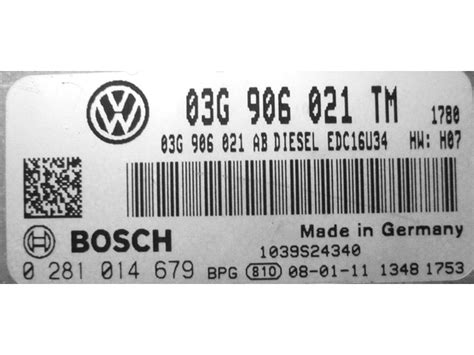 VW 03G 906 021 TM 1780
03G 906 021 AB DIESEL EDC16U34 HW: H07
BOSCH Made in Germany
1039S24340
0 281 014 679 BPG 810 08-01-11 1348 1753